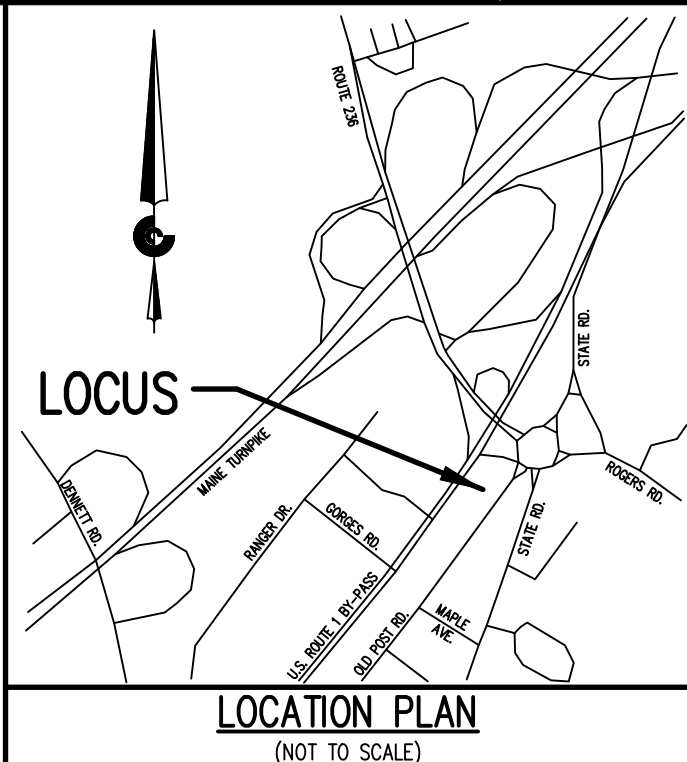 ROUTE 236
STATE RD.
LOCUS
MAINE TURNPIKE
DENNETT RD.
RANGER DR.
GORGES RD.
ROGERS RD.
STATE RD.
U.S. ROUTE 1 BY-PASS
OLD POST RD.
MAPLE
AVE.
LOCATION PLAN
(NOT TO SCALE)